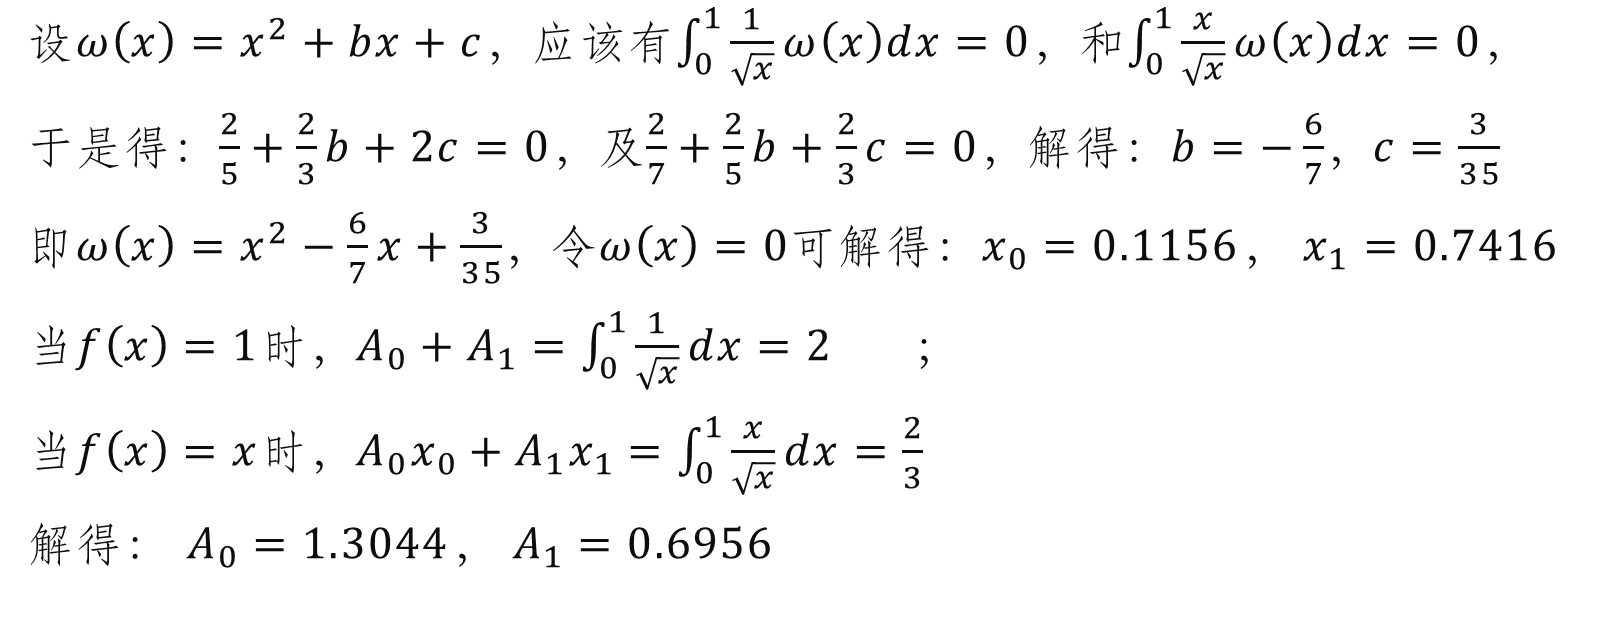 设ω(x) = x² + bx + c, 应该有∫₀¹ 1/√x ω(x)dx = 0, 和∫₀¹ x/√x ω(x)dx = 0,
于是得: 2/5 + 2/3 b + 2c = 0, 及 2/7 + 2/5 b + 2/3 c = 0, 解得: b = −6/7, c = 3/35
即ω(x) = x² − 6/7 x + 3/35, 令ω(x) = 0可解得: x₀ = 0.1156, x₁ = 0.7416
当f(x) = 1时, A₀ + A₁ = ∫₀¹ 1/√x dx = 2 ;
当f(x) = x时, A₀x₀ + A₁x₁ = ∫₀¹ x/√x dx = 2/3
解得: A₀ = 1.3044, A₁ = 0.6956